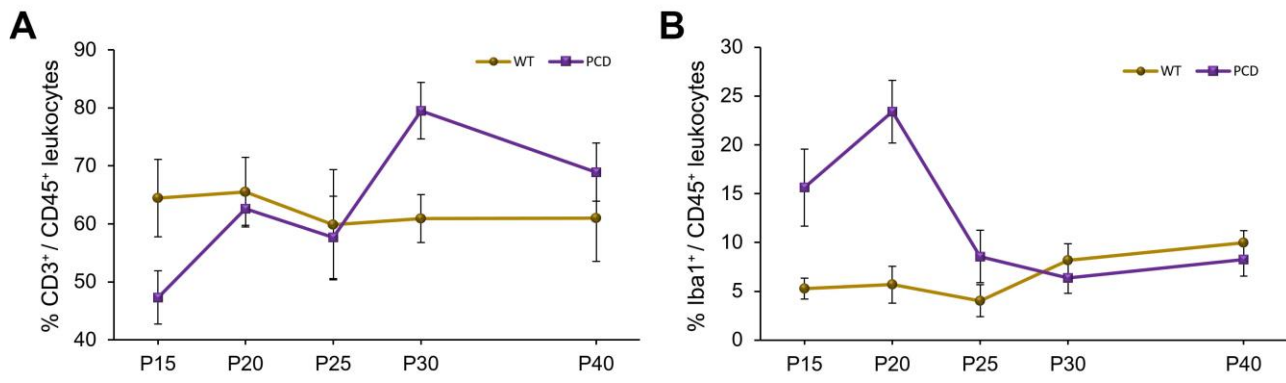 A
% CD3⁺ / CD45⁺ leukocytes
90
80
70
60
50
40
WT PCD
P15 P20 P25 P30 P40
B
% Iba1⁺ / CD45⁺ leukocytes
30
25
20
15
10
5
0
WT PCD
P15 P20 P25 P30 P40